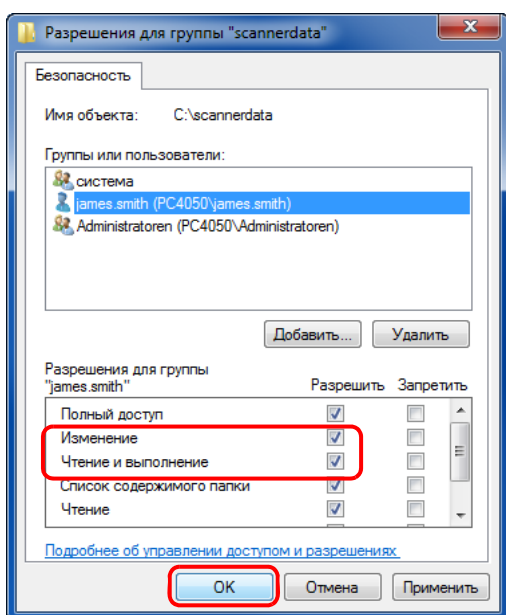 Разрешения для группы "scannerdata"
Безопасность
Имя объекта: C:\scannerdata
Группы или пользователи:
система
james.smith (PC4050\james.smith)
Administratoren (PC4050\Administratoren)
Добавить... Удалить
Разрешения для группы
"james.smith" Разрешить Запретить
Полный доступ
Изменение
Чтение и выполнение
Список содержимого папки
Чтение
Подробнее об управлении доступом и разрешениях
OK Отмена Применить